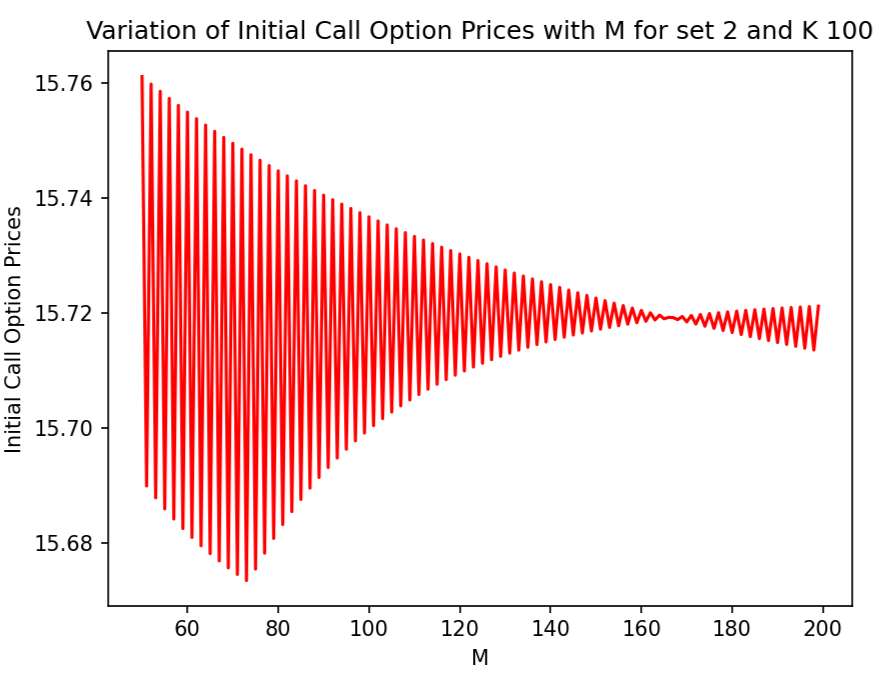 Variation of Initial Call Option Prices with M for set 2 and K 100
Initial Call Option Prices
15.76
15.74
15.72
15.70
15.68
60 80 100 120 140 160 180 200
M